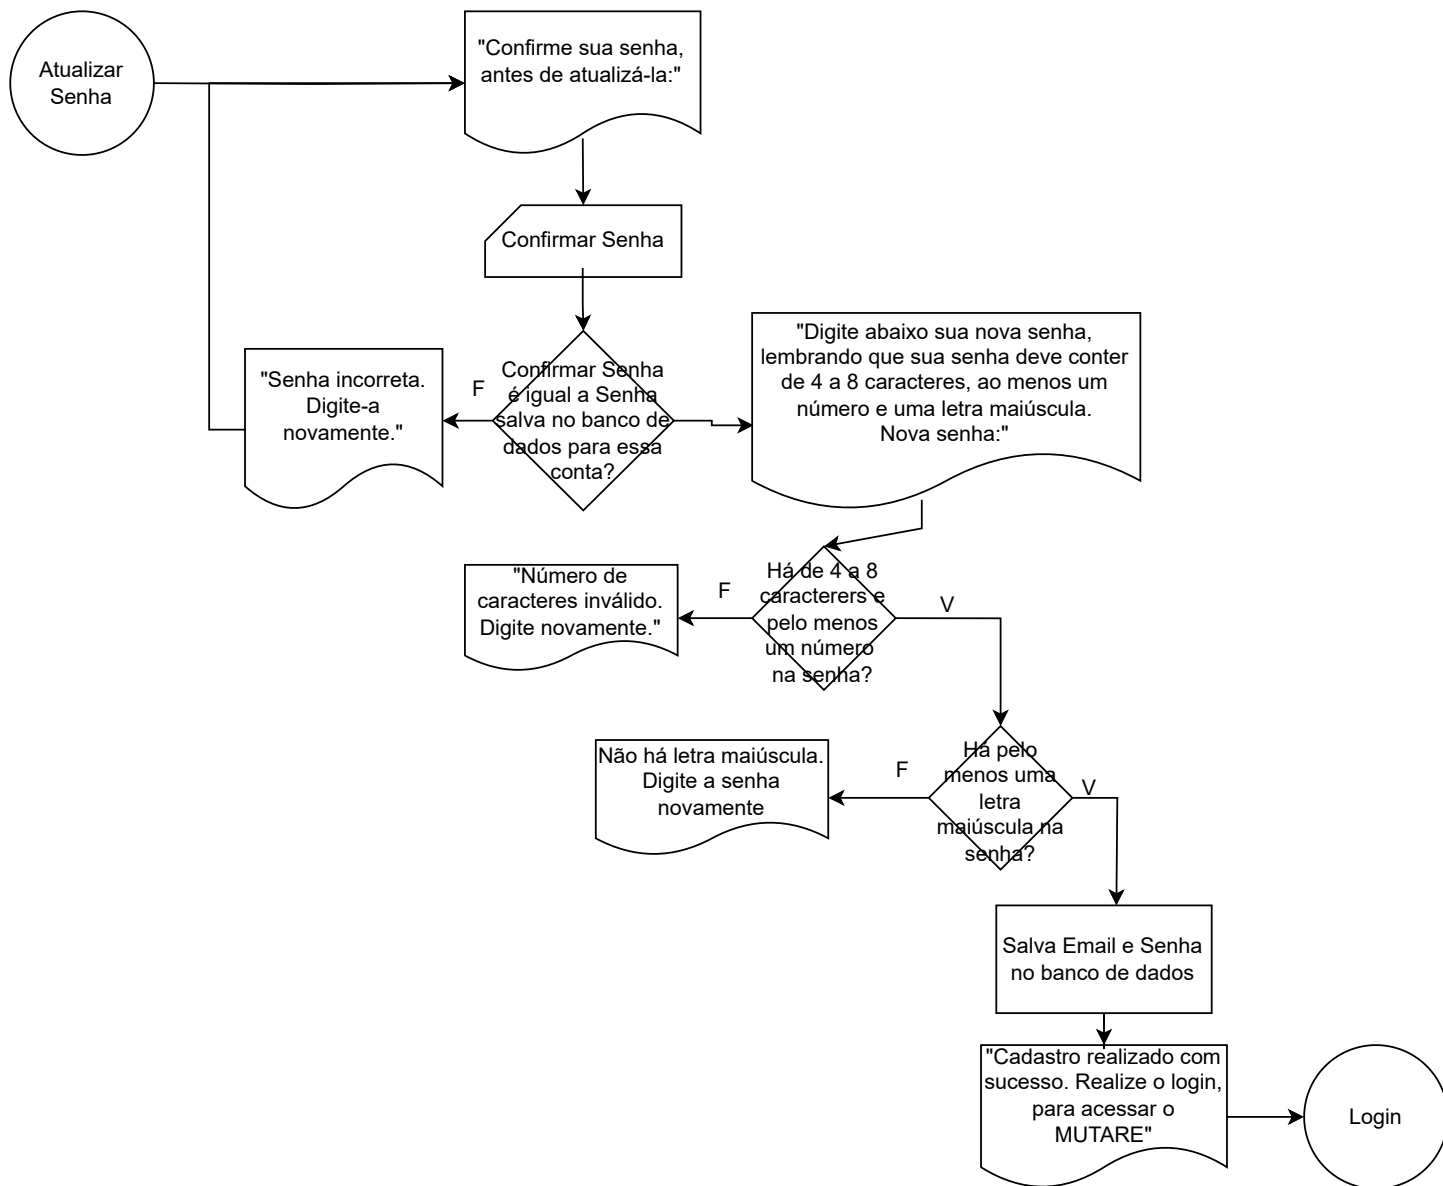 Atualizar
Senha
"Confirme sua senha,
antes de atualizá-la:"
Confirmar Senha
"Senha incorreta.
Digite-a
novamente."
F
Confirmar Senha
é igual a Senha
salva no banco de
dados para essa
conta?
"Digite abaixo sua nova senha,
lembrando que sua senha deve conter
de 4 a 8 caracteres, ao menos um
número e uma letra maiúscula.
Nova senha:"
"Número de
caracteres inválido.
Digite novamente."
F
Há de 4 a 8
caracterers e
pelo menos
um número
na senha?
V
Não há letra maiúscula.
Digite a senha
novamente
F
Há pelo
menos uma
letra
maiúscula na
senha?
V
Salva Email e Senha
no banco de dados
"Cadastro realizado com
sucesso. Realize o login,
para acessar o
MUTARE"
Login